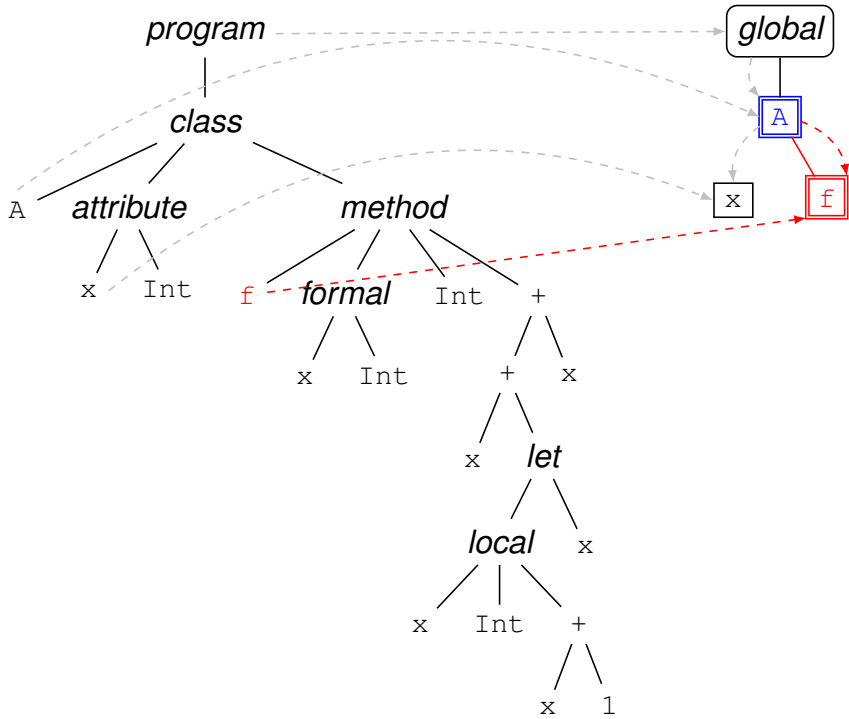 program global
class A
A attribute method x f
x Int f formal Int +
x Int + x
x let
local x
x Int +
x 1